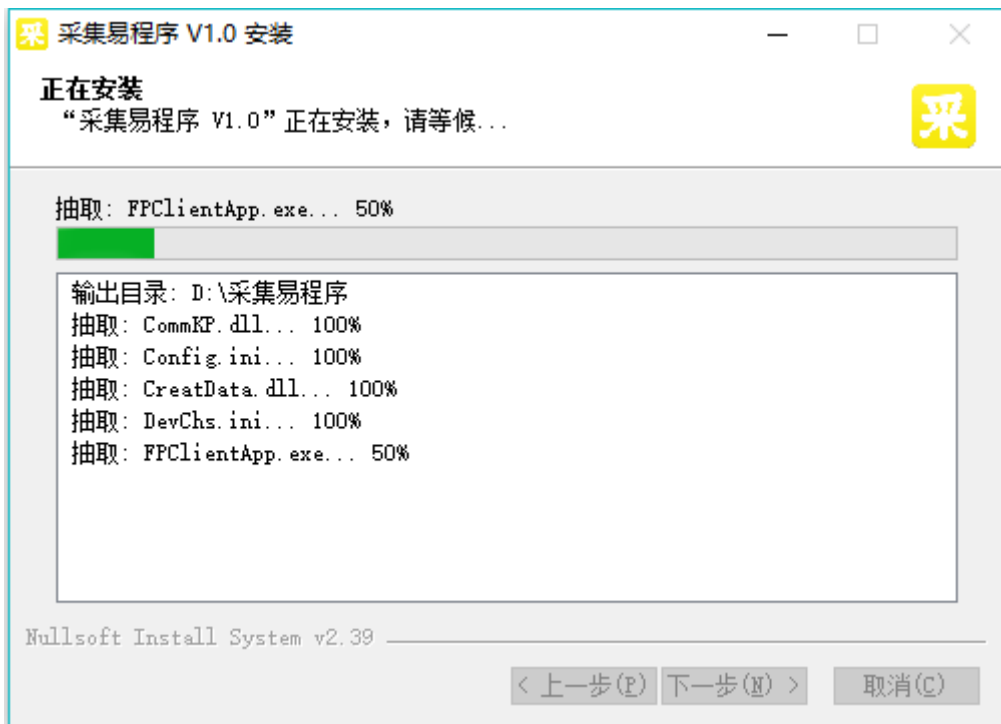 采 采集易程序 V1.0 安装
正在安装
“采集易程序 V1.0”正在安装，请等候...
采
抽取: FPClientApp.exe... 50%
输出目录: D:\采集易程序
抽取: CommKP.dll... 100%
抽取: Config.ini... 100%
抽取: CreatData.dll... 100%
抽取: DevChs.ini... 100%
抽取: FPClientApp.exe... 50%
Nullsoft Install System v2.39
< 上一步(P) 下一步(N) > 取消(C)